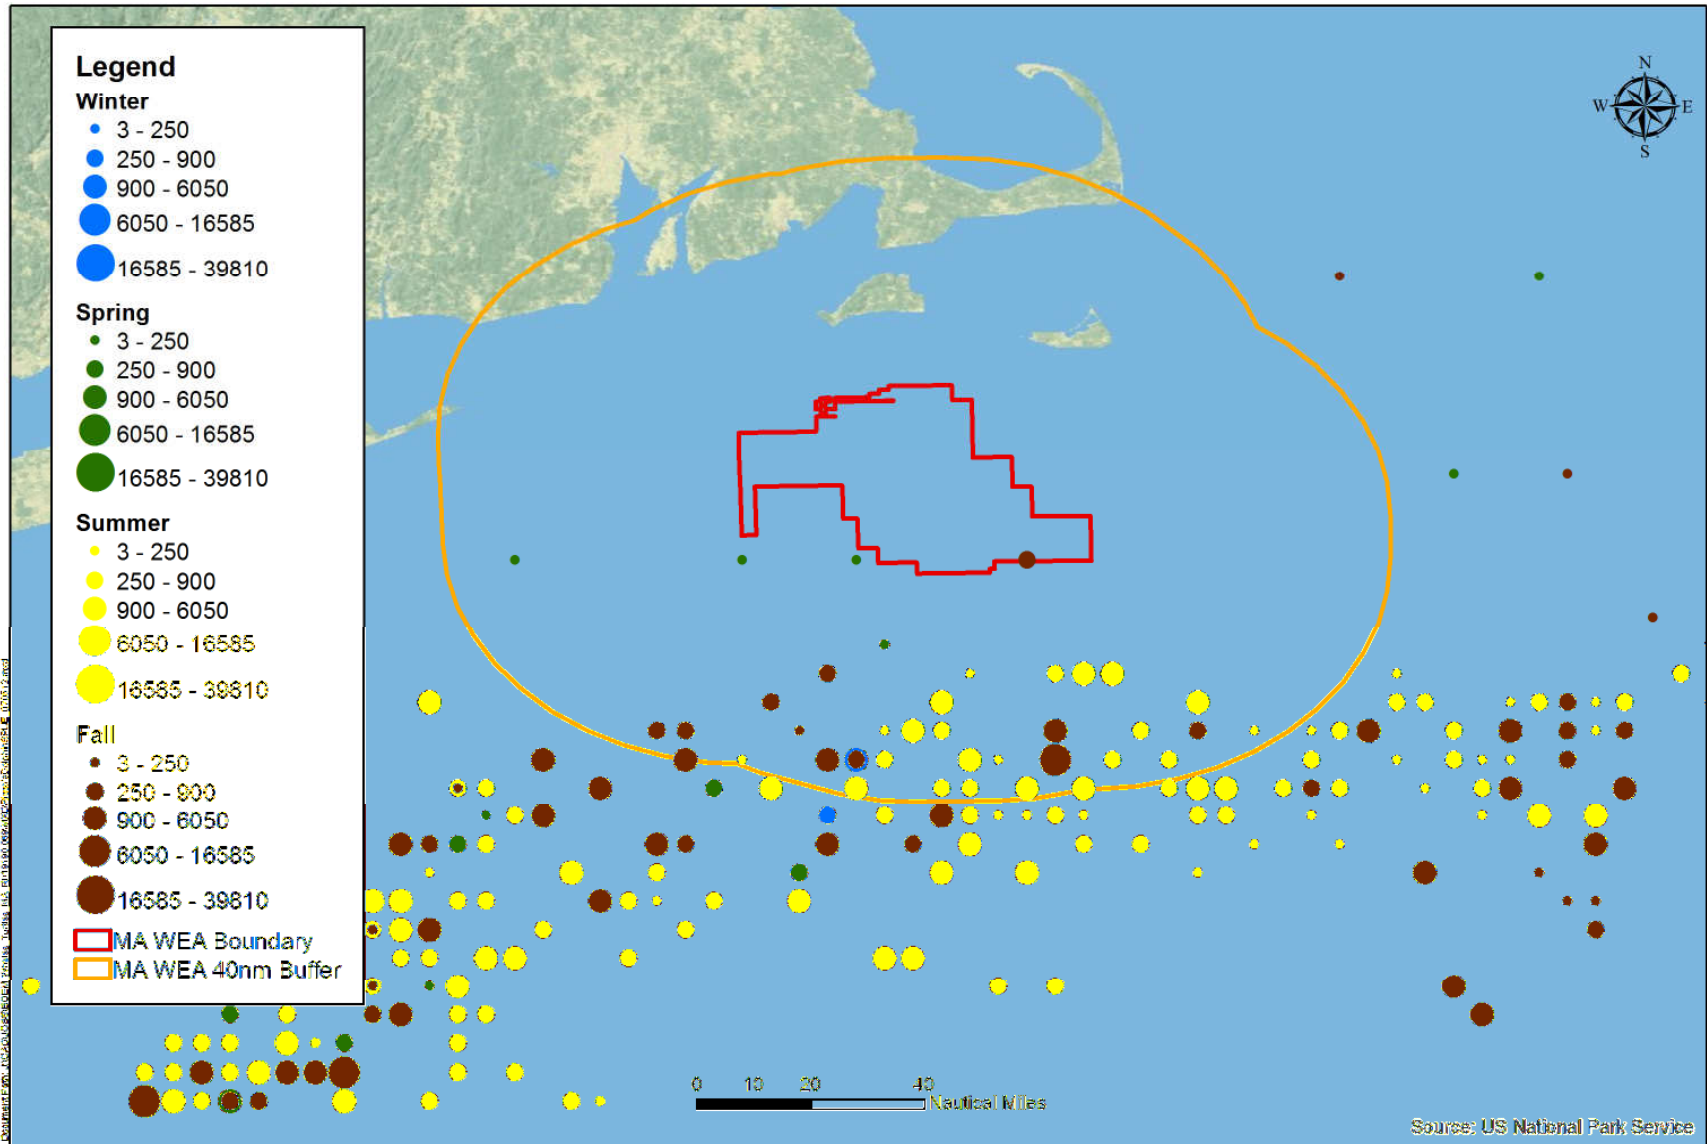 Legend
Winter
3 - 250
250 - 900
900 - 6050
6050 - 16585
16585 - 39810
Spring
3 - 250
250 - 900
900 - 6050
6050 - 16585
16585 - 39810
Summer
3 - 250
250 - 900
900 - 6050
6050 - 16585
16585 - 39810
Fall
3 - 250
250 - 900
900 - 6050
6050 - 16585
16585 - 39810
MA WEA Boundary
MA WEA 40nm Buffer
N
W E
S
0 10 20 40
Nautical Miles
Source: US National Park Service